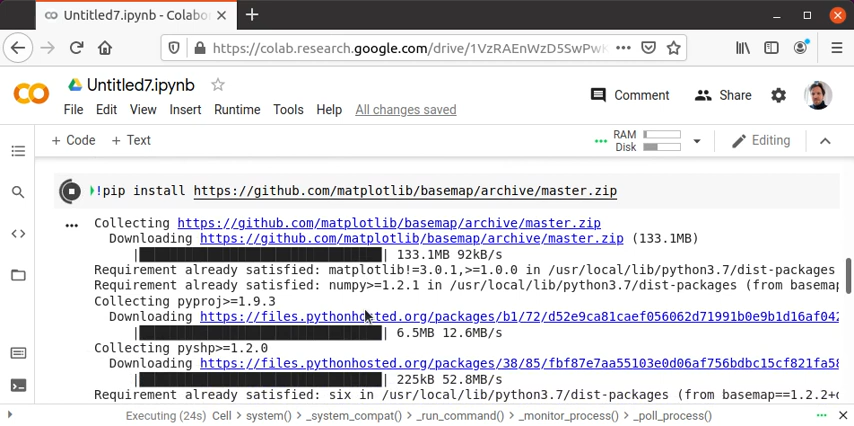 Untitled7.ipynb - Colabo
https://colab.research.google.com/drive/1VzRAEnWzD5SwPwK
Untitled7.ipynb
Comment
Share
File Edit View Insert Runtime Tools Help All changes saved
+ Code + Text
RAM
Disk
Editing
!pip install https://github.com/matplotlib/basemap/archive/master.zip
Collecting https://github.com/matplotlib/basemap/archive/master.zip
Downloading https://github.com/matplotlib/basemap/archive/master.zip (133.1MB)
|████████████████████████████████| 133.1MB 92kB/s
Requirement already satisfied: matplotlib!=3.0.1,>=1.0.0 in /usr/local/lib/python3.7/dist-packages
Requirement already satisfied: numpy>=1.2.1 in /usr/local/lib/python3.7/dist-packages (from basemap
Collecting pyproj>=1.9.3
Downloading https://files.pythonhosted.org/packages/b1/72/d52e9ca81caef056062d71991b0e9b1d16af042
|████████████████████████████████| 6.5MB 12.6MB/s
Collecting pyshp>=1.2.0
Downloading https://files.pythonhosted.org/packages/38/85/fbf87e7aa55103e0d06af756bdbc15cf821fa58
|████████████████████████████████| 225kB 52.8MB/s
Requirement already satisfied: six in /usr/local/lib/python3.7/dist-packages (from basemap==1.2.2+d
Executing (24s) Cell > system() > _system_compat() > _run_command() > _monitor_process() > _poll_process()